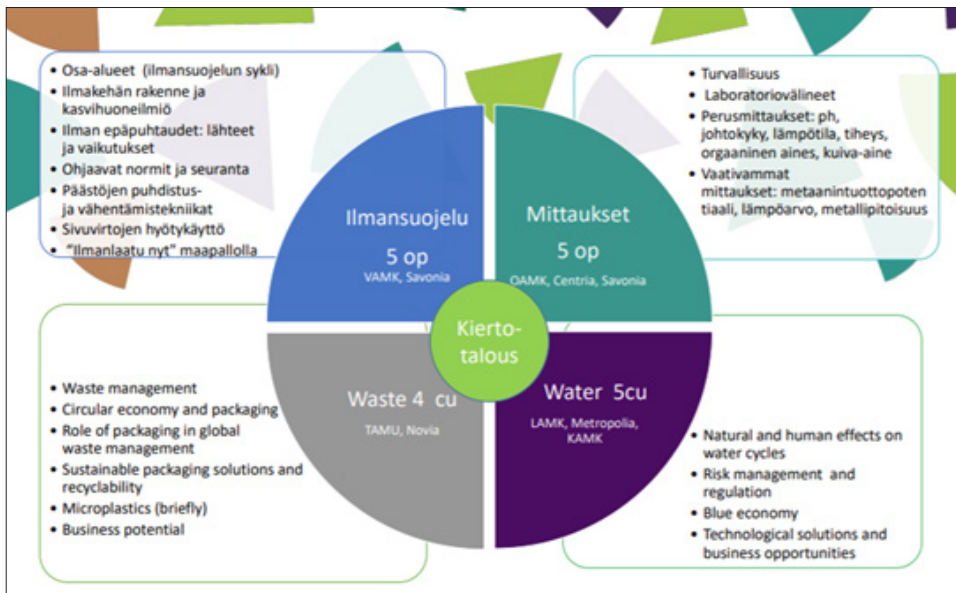 • Osa-alueet (ilmansuojelun sykli)
• Ilmakehän rakenne ja
kasvihuoneilmiö
• Ilman epäpuhtaudet: lähteet
ja vaikutukset
• Ohjaavat normit ja seuranta
• Päästöjen puhdistus-
ja vähentämistekniikat
• Sivuvirtojen hyötykäyttö
• "Ilmanlaatu nyt" maapallolla
• Turvallisuus
• Laboratoriovälineet
• Perusmittaukset: ph,
johtokyky, lämpötila, tiheys,
orgaaninen aines, kuiva-aine
• Vaativammat
mittaukset: metaanintuottopoten
tiaali, lämpöarvo, metallipitoisuus
Ilmansuojelu
5 op
VAMK, Savonia
Mittaukset
5 op
OAMK, Centria, Savonia
Kierto-
talous
Waste 4 cu
TAMU, Novia
Water 5cu
LAMK, Metropolia,
KAMK
• Waste management
• Circular economy and packaging
• Role of packaging in global
waste management
• Sustainable packaging solutions and
recyclability
• Microplastics (briefly)
• Business potential
• Natural and human effects on
water cycles
• Risk management and
regulation
• Blue economy
• Technological solutions and
business opportunities